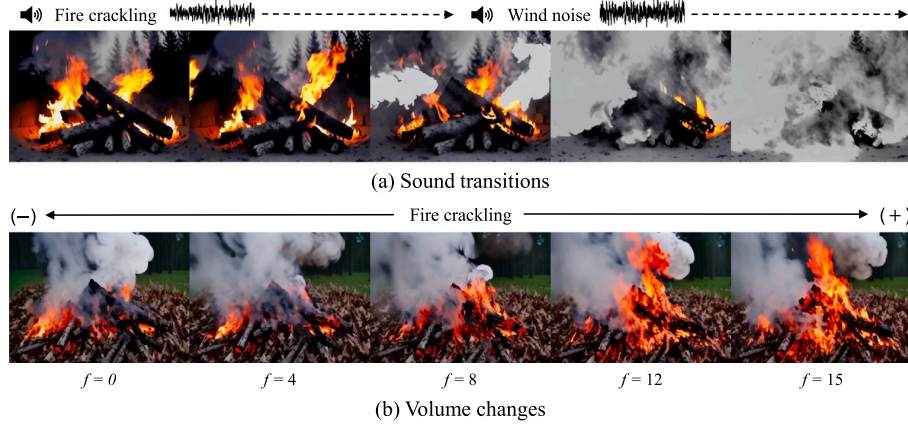 Fire crackling Wind noise
(a) Sound transitions
(−) Fire crackling (+)
f = 0 f = 4 f = 8 f = 12 f = 15
(b) Volume changes